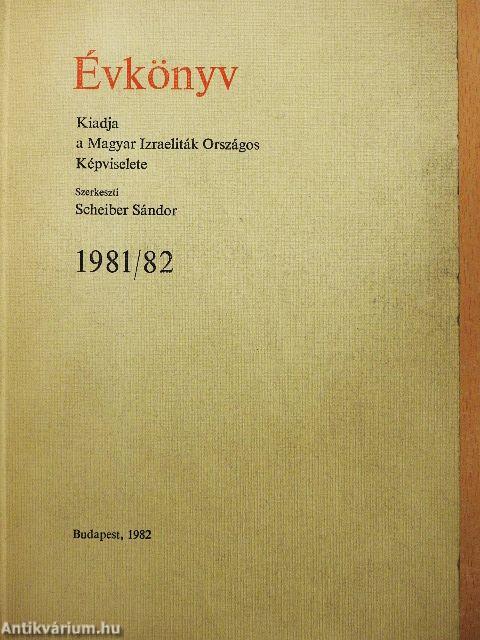 Évkönyv
Kiadja
a Magyar Izraeliták Országos
Képviselete
Szerkeszti
Scheiber Sándor
1981/82
Budapest, 1982
Antikvárium.hu